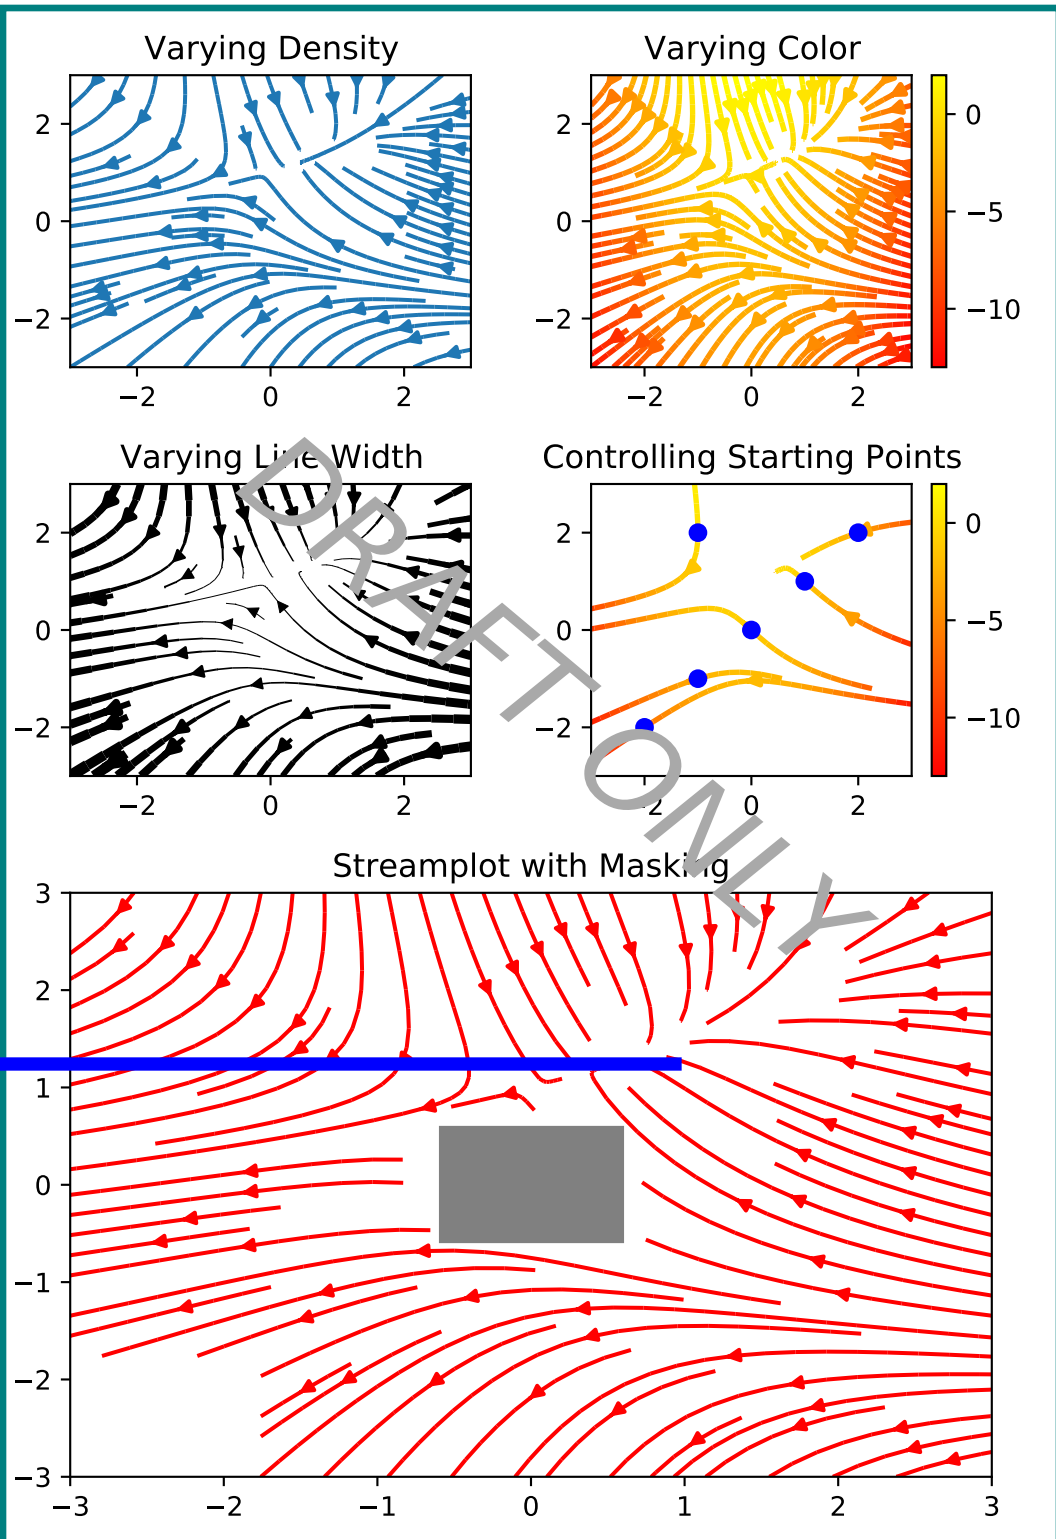 Varying Density
Varying Color
2
0
−2
−2 0 2
2
0
−2
−2 0 2
0
−5
−10
Varying Line Width
Controlling Starting Points
2
0
−2
−2 0 2
2
0
−2
2 0 2
0
−5
−10
DRAFT ONLY
Streamplot with Masking
3
2
1
0
−1
−2
−3
−3 −2 −1 0 1 2 3